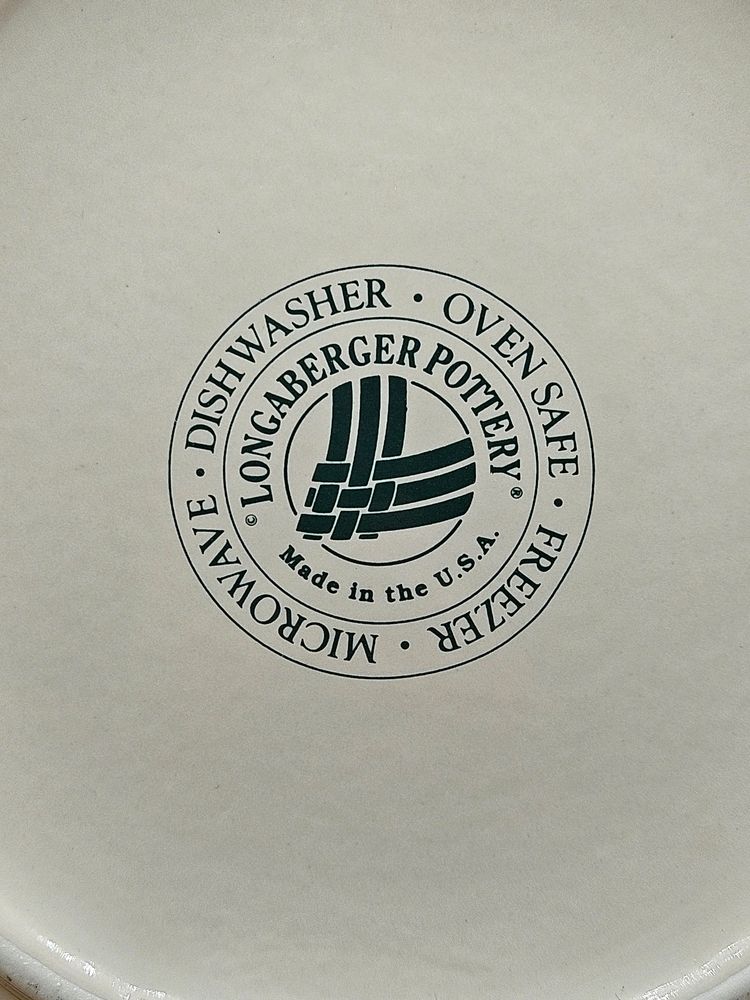 DISHWASHER • OVEN SAFE • FREEZER • MICROWAVE •
© LONGABERGER POTTERY ®
Made in the U.S.A.